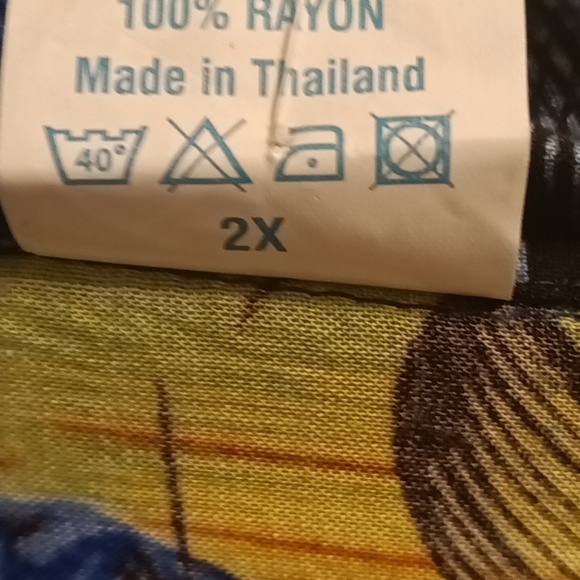 100% RAYON
Made in Thailand
40°
2X